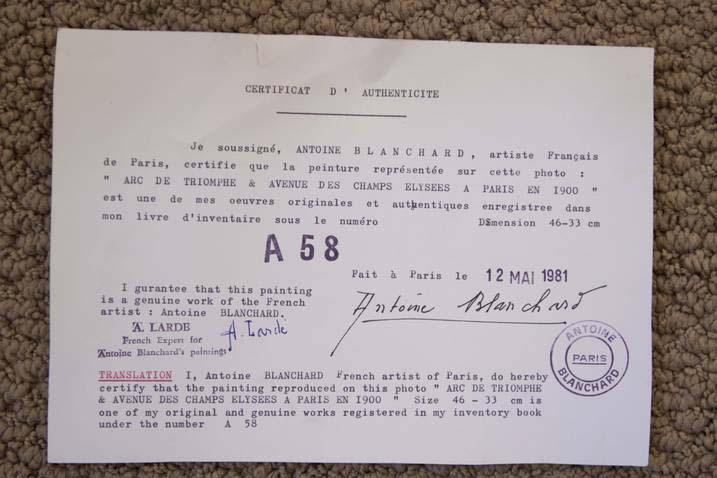 CERTIFICAT D ' AUTHENTICITE
Je soussigné, ANTOINE B L A N C H A R D , artiste Français
de Paris, certifie que la peinture représentée sur cette photo :
" ARC DE TRIOMPHE & AVENUE DES CHAMPS ELYSEES A PARIS EN I900 "
est une de mes oeuvres originales et authentiques enregistree dans
mon livre d'inventaire sous le numéro DImension 46-33 cm
A 58
Fait à Paris le 12 MAI 1981
I gurantee that this painting
is a genuine work of the French
artist : Antoine BLANCHARD.
A. LARDE
French Expert for
Antoine Blanchard's paintings
A. Larde
Antoine Blanchard
ANTOINE
PARIS
BLANCHARD
TRANSLATION I, Antoine BLANCHARD French artist of Paris, do hereby
certify that the painting reproduced on this photo " ARC DE TRIOMPHE
& AVENUE DES CHAMPS ELYSEES A PARIS EN I900 " Size 46 - 33 cm is
one of my original and genuine works registered in my inventory book
under the number A 58